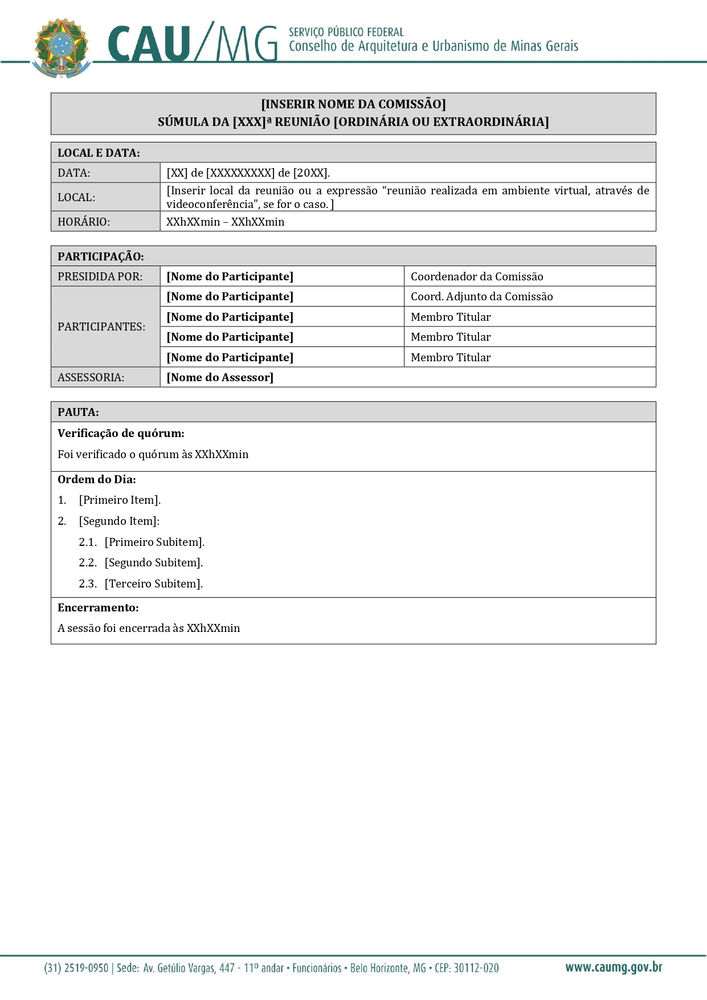 CAU/MG
SERVIÇO PÚBLICO FEDERAL
Conselho de Arquitetura e Urbanismo de Minas Gerais
[INSERIR NOME DA COMISSÃO]
SÚMULA DA [XXX]ª REUNIÃO [ORDINÁRIA OU EXTRAORDINÁRIA]
LOCAL E DATA:
DATA: [XX] de [XXXXXXXXX] de [20XX].
LOCAL: [Inserir local da reunião ou a expressão “reunião realizada em ambiente virtual, através de
videoconferência”, se for o caso. ]
HORÁRIO: XXhXXmin – XXhXXmin
PARTICIPAÇÃO:
PRESIDIDA POR: [Nome do Participante] Coordenador da Comissão
PARTICIPANTES: [Nome do Participante] Coord. Adjunto da Comissão
[Nome do Participante] Membro Titular
[Nome do Participante] Membro Titular
[Nome do Participante] Membro Titular
ASSESSORIA: [Nome do Assessor]
PAUTA:
Verificação de quórum:
Foi verificado o quórum às XXhXXmin
Ordem do Dia:
1. [Primeiro Item].
2. [Segundo Item]:
2.1. [Primeiro Subitem].
2.2. [Segundo Subitem].
2.3. [Terceiro Subitem].
Encerramento:
A sessão foi encerrada às XXhXXmin
(31) 2519-0950 | Sede: Av. Getúlio Vargas, 447 - 11º andar • Funcionários • Belo Horizonte, MG • CEP: 30112-020 www.caumg.gov.br